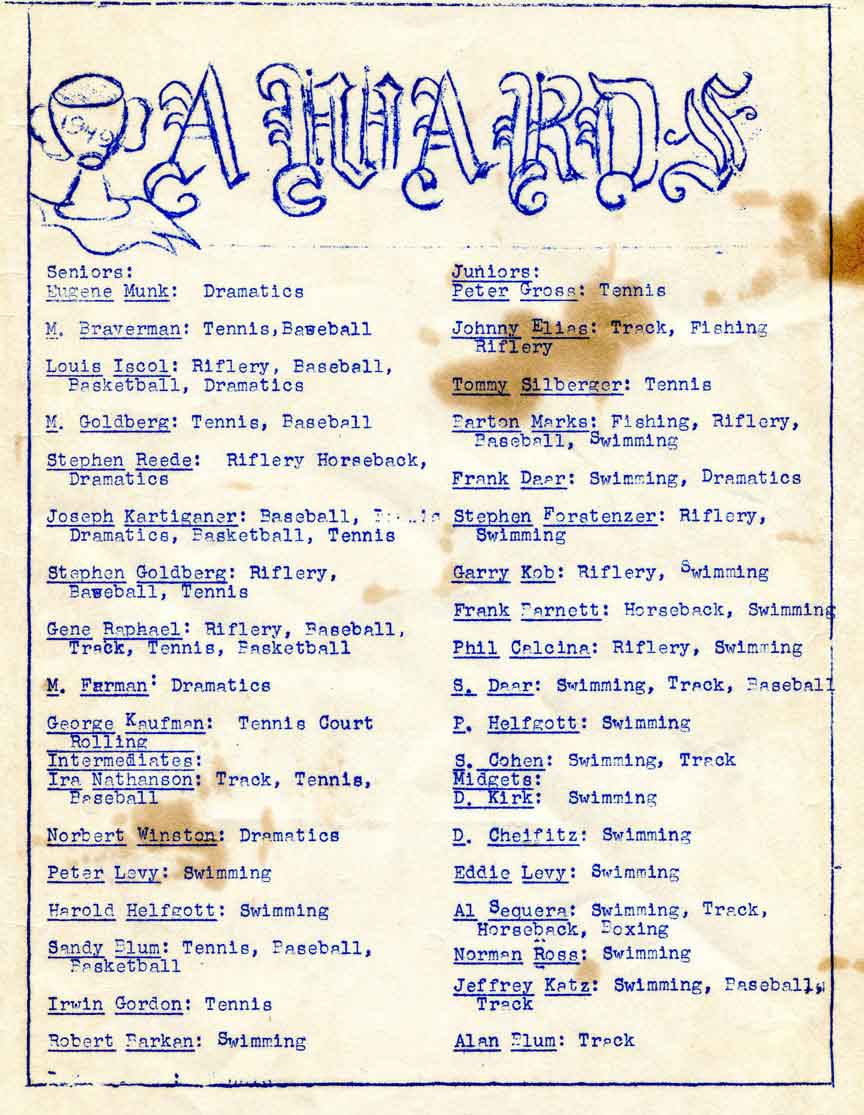 1949
AWARDS
Seniors:
Eugene Munk: Dramatics
M. Braverman: Tennis,Baseball
Louis Iscol: Riflery, Baseball,
Basketball, Dramatics
M. Goldberg: Tennis, Baseball
Stephen Reede: Riflery Horseback,
Dramatics
Joseph Kartiganer: Baseball,
Dramatics, Basketball, Tennis
Stephen Goldberg: Riflery,
Baseball, Tennis
Gene Raphael: Riflery, Baseball,
Track, Tennis, Basketball
M. Farman: Dramatics
George Kaufman: Tennis Court
Rolling
Intermediates:
Ira Nathanson: Track, Tennis,
Baseball
Norbert Winston: Dramatics
Peter Levy: Swimming
Harold Helfgott: Swimming
Sandy Blum: Tennis, Baseball,
Basketball
Irwin Gordon: Tennis
Robert Barkan: Swimming
Juniors:
Peter Gross: Tennis
Johnny Elias: Track, Fishing
Riflery
Tommy Silberger: Tennis
Barton Marks: Fishing, Riflery,
Baseball, Swimming
Frank Daar: Swimming, Dramatics
Stephen Forstenzer: Riflery,
Swimming
Garry Kob: Riflery, Swimming
Frank Barnett: Horseback, Swimming
Phil Calcina: Riflery, Swimming
S. Daar: Swimming, Track, Baseball
P. Helfgott: Swimming
S. Cohen: Swimming, Track
Midgets:
D. Kirk: Swimming
D. Cheifitz: Swimming
Eddie Levy: Swimming
Al Sequera: Swimming, Track,
Horseback, Boxing
Norman Ross: Swimming
Jeffrey Katz: Swimming, Baseball,
Track
Alan Blum: Track